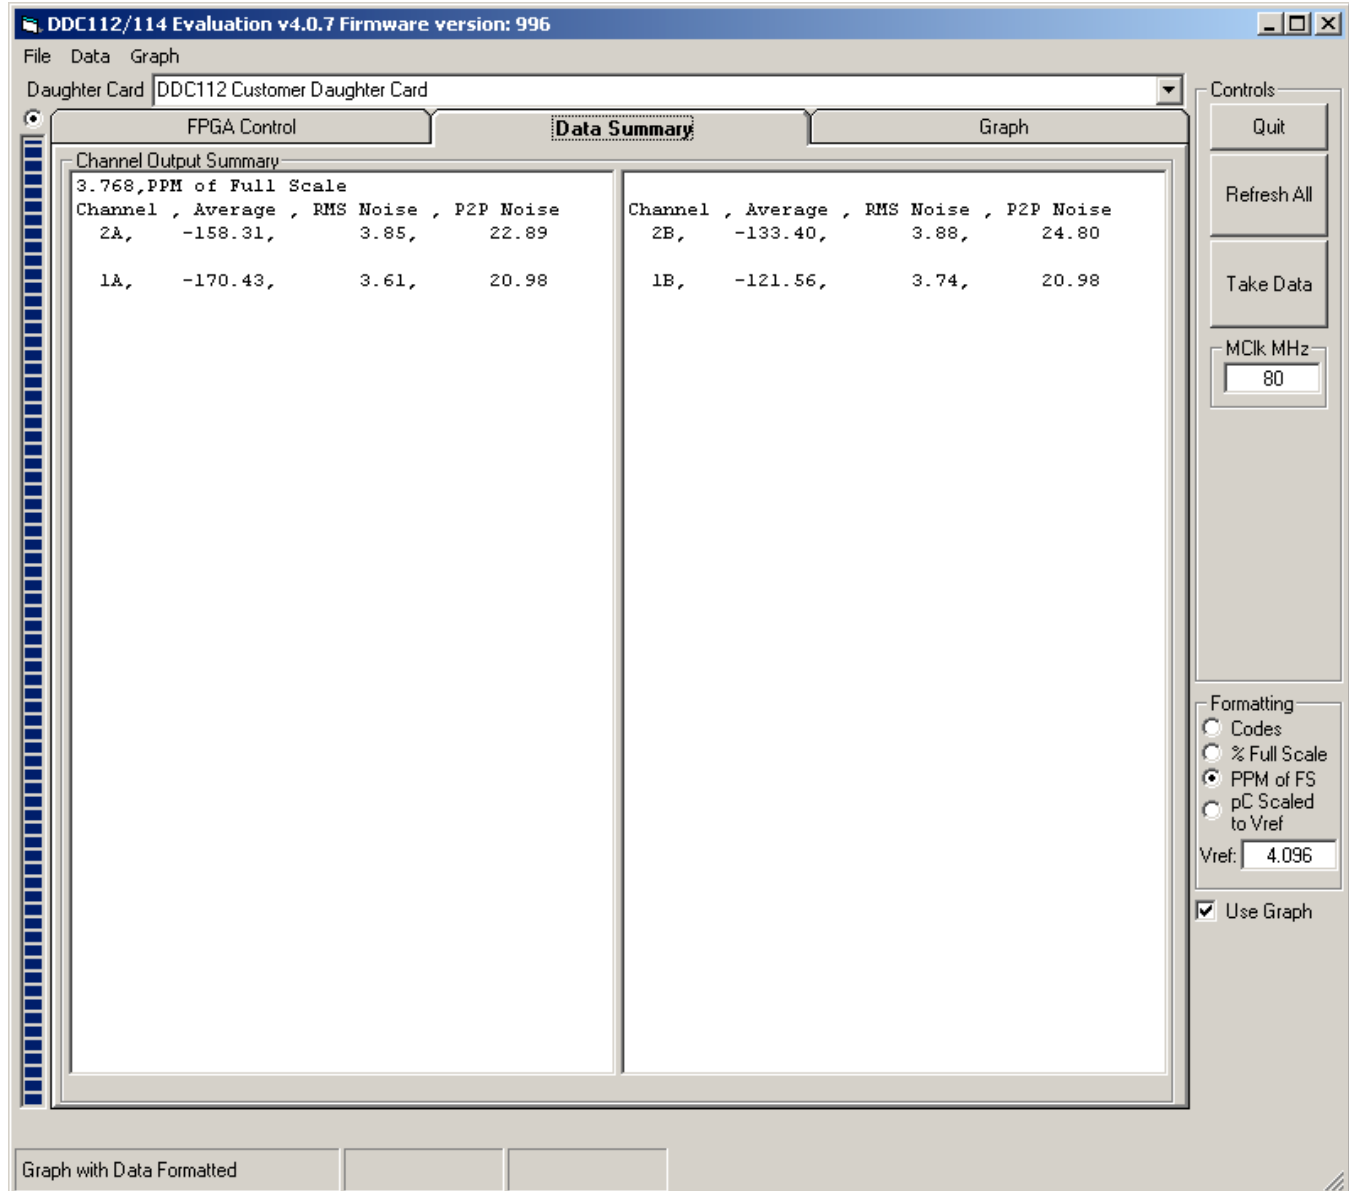 DDC112/114 Evaluation v4.0.7 Firmware version: 996
File Data Graph
Daughter Card DDC112 Customer Daughter Card
FPGA Control Data Summary Graph
Channel Output Summary
3.768,PPM of Full Scale
Channel , Average , RMS Noise , P2P Noise
2A, -158.31, 3.85, 22.89
1A, -170.43, 3.61, 20.98
Channel , Average , RMS Noise , P2P Noise
2B, -133.40, 3.88, 24.80
1B, -121.56, 3.74, 20.98
Controls
Quit
Refresh All
Take Data
MClk MHz
80
Formatting
Codes
% Full Scale
PPM of FS
pC Scaled
to Vref
Vref: 4.096
Use Graph
Graph with Data Formatted